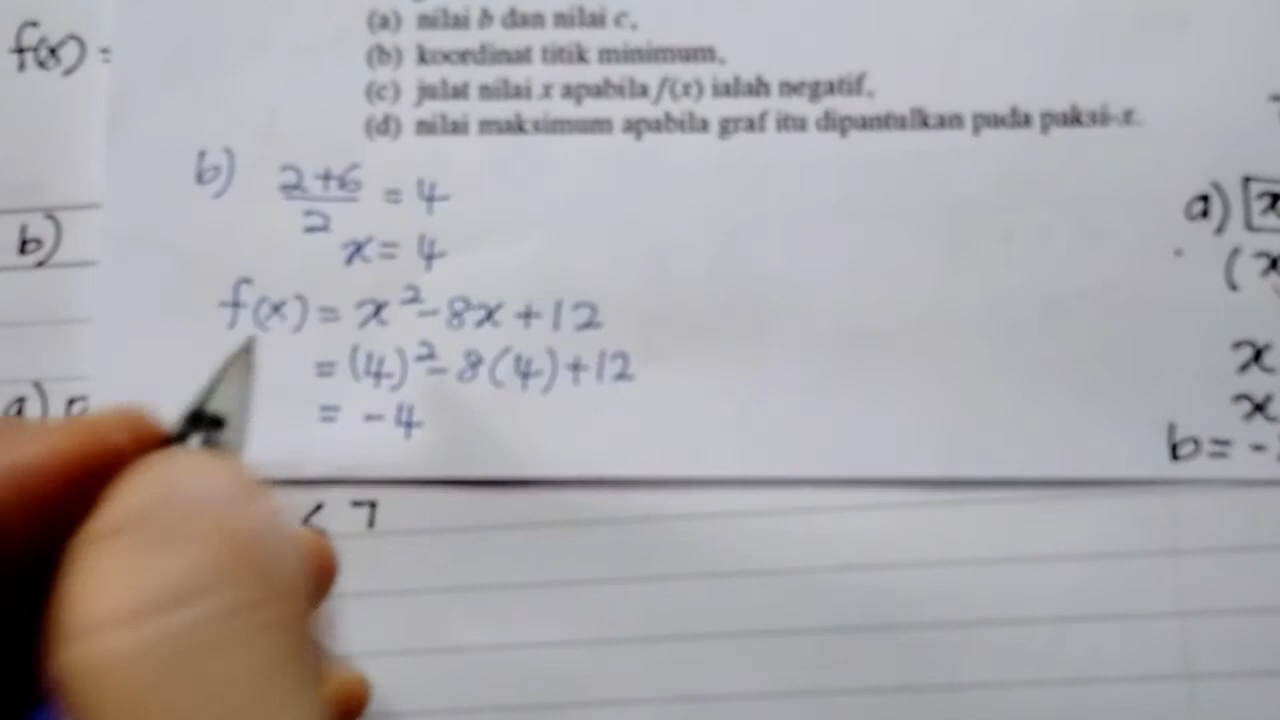 f(x) =
(a) nilai b dan nilai c,
(b) koordinat titik minimum,
(c) julat nilai x apabila f(x) ialah negatif,
(d) nilai maksimum apabila graf itu dipantulkan pada paksi-x.
b) 2+6/2 = 4
x = 4
f(x) = x²-8x+12
= (4)²-8(4)+12
= -4
b)
a)
< 7
a) x
(x
x
x
b = -